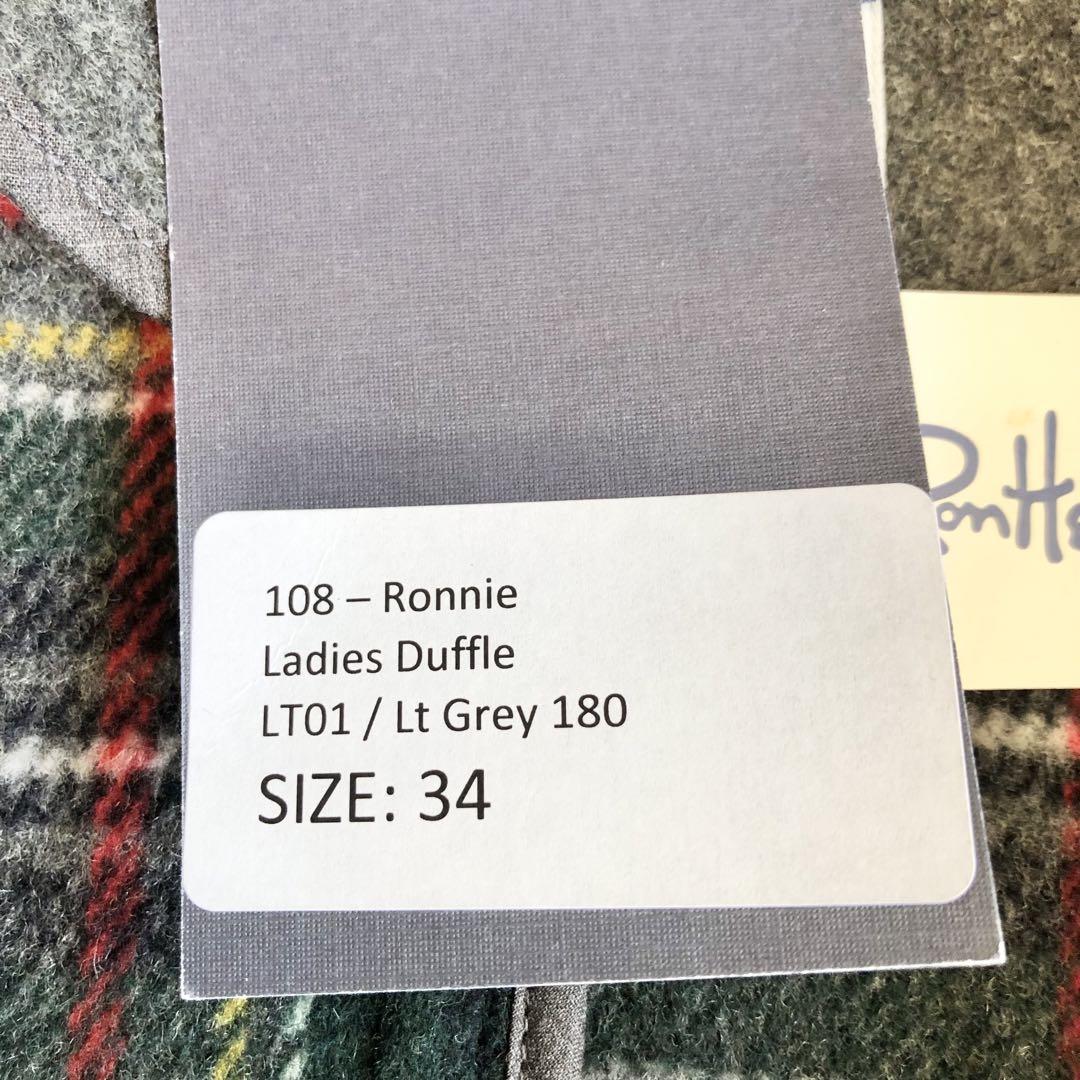 108 – Ronnie
Ladies Duffle
LT01 / Lt Grey 180
SIZE: 34